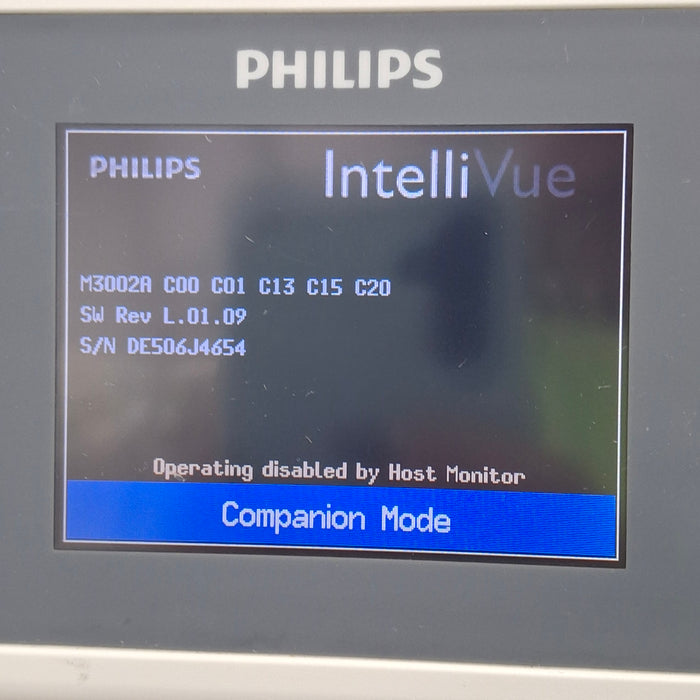 PHILIPS
PHILIPS IntelliVue
M3002A C00 C01 C13 C15 C20
SW Rev L.01.09
S/N DE506J4654
Operating disabled by Host Monitor
Companion Mode